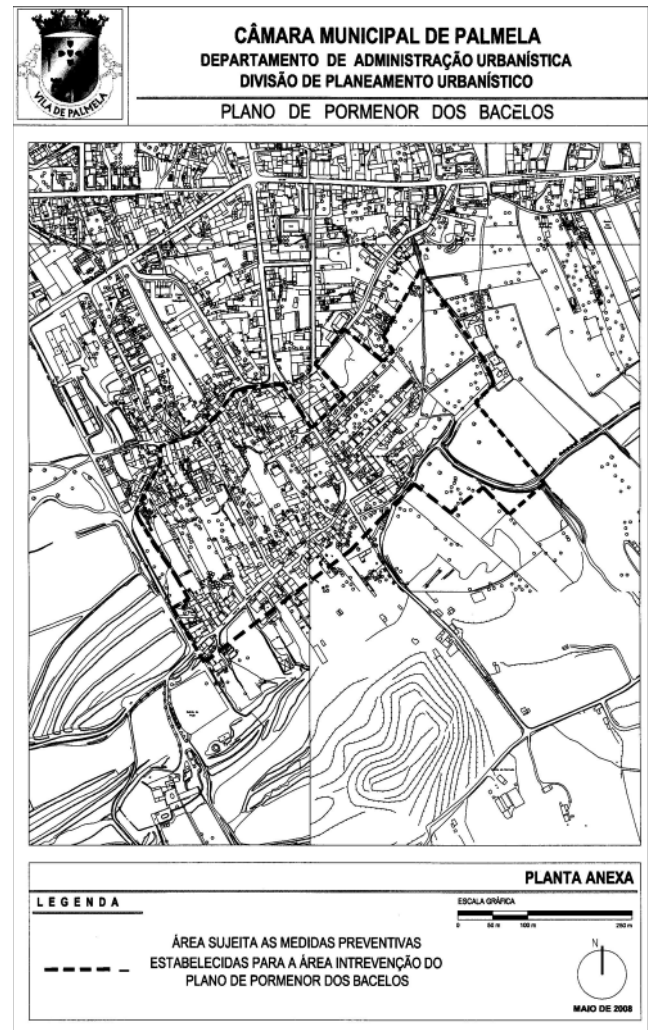 VILA DE PALMELA
CÂMARA MUNICIPAL DE PALMELA
DEPARTAMENTO DE ADMINISTRAÇÃO URBANÍSTICA
DIVISÃO DE PLANEAMENTO URBANÍSTICO
PLANO DE PORMENOR DOS BACELOS
PLANTA ANEXA
LEGENDA
ESCALA GRÁFICA
0 50 m 100 m 250 m
ÁREA SUJEITA AS MEDIDAS PREVENTIVAS
ESTABELECIDAS PARA A ÁREA INTREVENÇÃO DO
PLANO DE PORMENOR DOS BACELOS
N
MAIO DE 2008